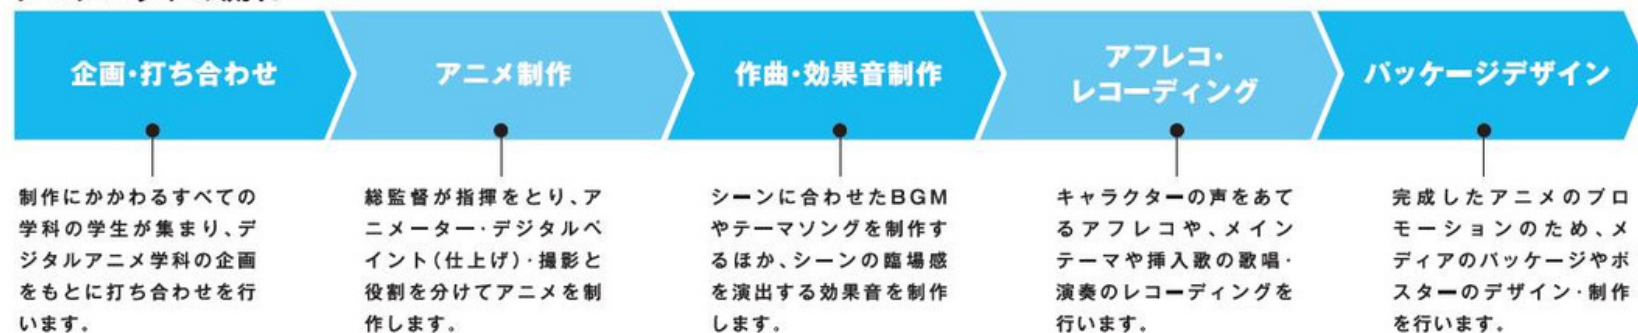 企画・打ち合わせ
アニメ制作
作曲・効果音制作
アフレコ・
レコーディング
パッケージデザイン
制作にかかわるすべての
学科の学生が集まり、デ
ジタルアニメ学科の企画
をもとに打ち合わせを行
います。
総監督が指揮をとり、ア
ニメーター・デジタルペ
イント(仕上げ)・撮影と
役割を分けてアニメを制
作します。
シーンに合わせたBGM
やテーマソングを制作す
るほか、シーンの臨場感
を演出する効果音を制作
します。
キャラクターの声をあて
るアフレコや、メイン
テーマや挿入歌の歌唱・
演奏のレコーディングを
行います。
完成したアニメのプロ
モーションのため、メ
ディアのパッケージやポ
スターのデザイン・制作
を行います。